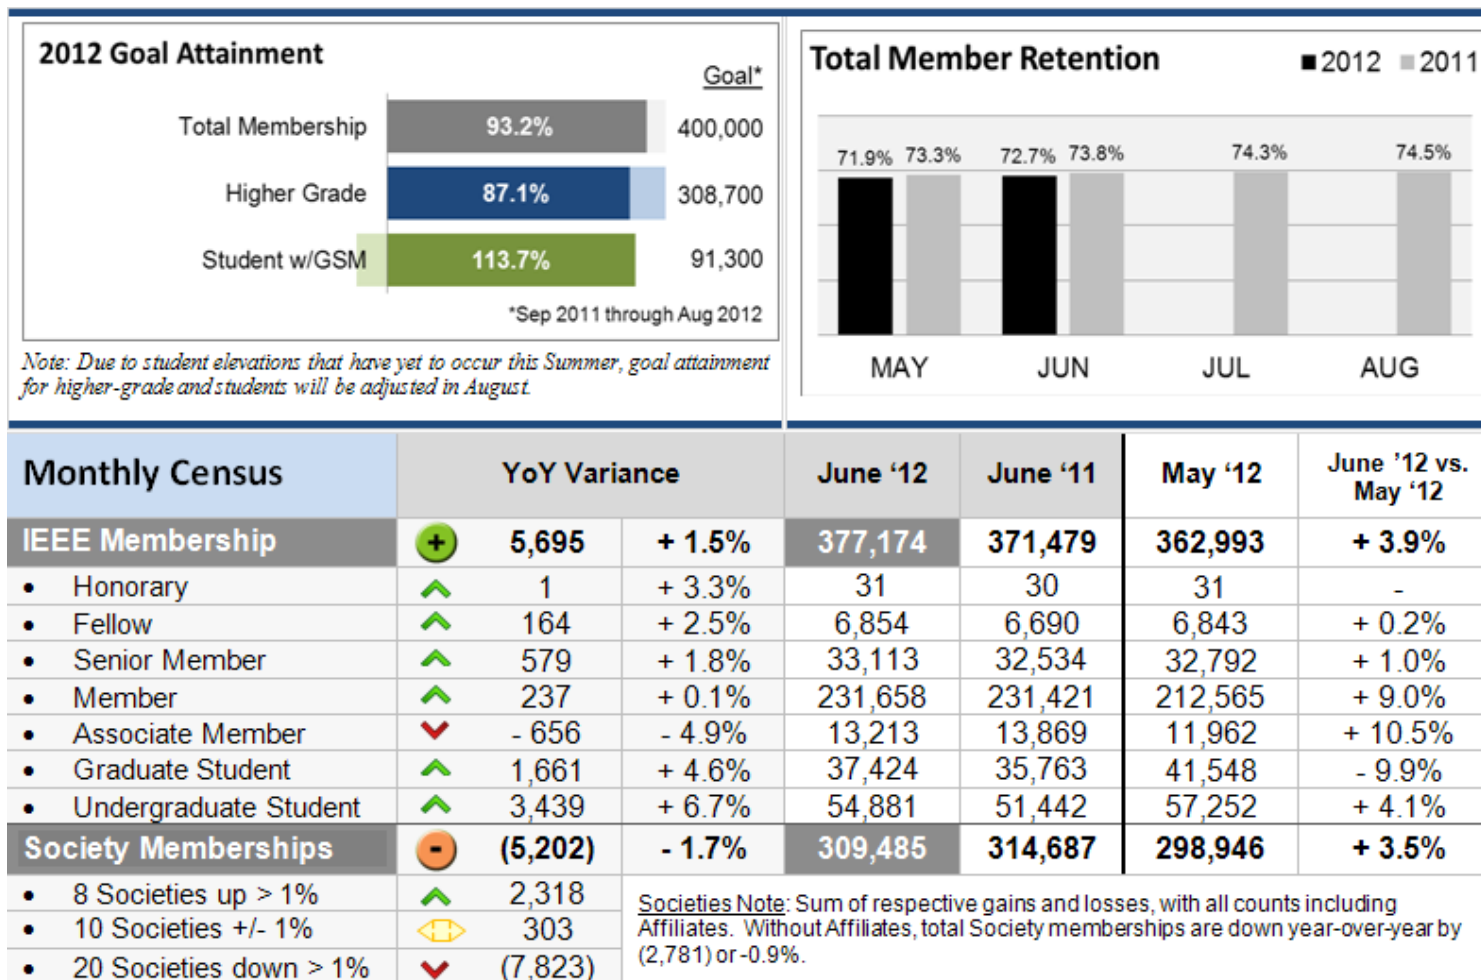 2012 Goal Attainment
Goal*
Total Membership 93.2% 400,000
Higher Grade 87.1% 308,700
Student w/GSM 113.7% 91,300
*Sep 2011 through Aug 2012
Note: Due to student elevations that have yet to occur this Summer, goal attainment
for higher-grade and students will be adjusted in August.
Total Member Retention 2012 2011
71.9% 73.3% 72.7% 73.8% 74.3% 74.5%
MAY JUN JUL AUG
Monthly Census YoY Variance June ‘12 June ‘11 May ‘12 June ’12 vs.
May ‘12
IEEE Membership + 5,695 + 1.5% 377,174 371,479 362,993 + 3.9%
• Honorary 1 + 3.3% 31 30 31 -
• Fellow 164 + 2.5% 6,854 6,690 6,843 + 0.2%
• Senior Member 579 + 1.8% 33,113 32,534 32,792 + 1.0%
• Member 237 + 0.1% 231,658 231,421 212,565 + 9.0%
• Associate Member - 656 - 4.9% 13,213 13,869 11,962 + 10.5%
• Graduate Student 1,661 + 4.6% 37,424 35,763 41,548 - 9.9%
• Undergraduate Student 3,439 + 6.7% 54,881 51,442 57,252 + 4.1%
Society Memberships - (5,202) - 1.7% 309,485 314,687 298,946 + 3.5%
• 8 Societies up > 1% 2,318
• 10 Societies +/- 1% 303
• 20 Societies down > 1% (7,823)
Societies Note: Sum of respective gains and losses, with all counts including
Affiliates. Without Affiliates, total Society memberships are down year-over-year by
(2,781) or -0.9%.